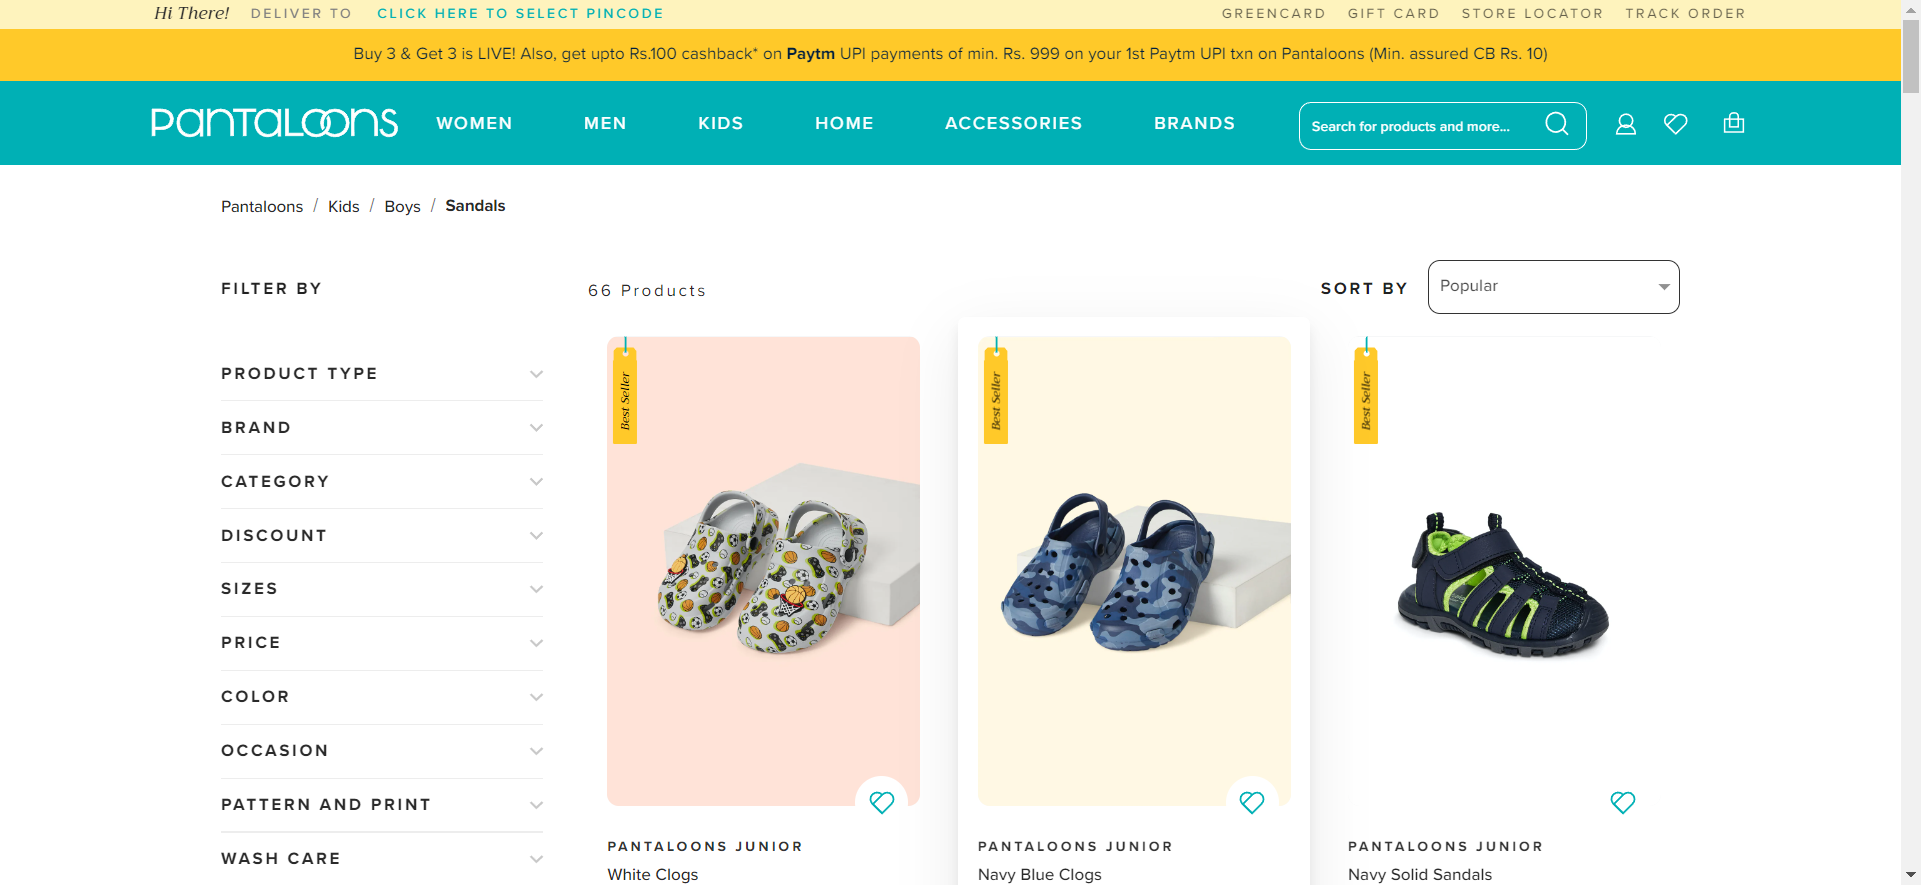 Hi There! DELIVER TO CLICK HERE TO SELECT PINCODE GREENCARD GIFT CARD STORE LOCATOR TRACK ORDER
Buy 3 & Get 3 is LIVE! Also, get upto Rs.100 cashback* on Paytm UPI payments of min. Rs. 999 on your 1st Paytm UPI txn on Pantaloons (Min. assured CB Rs. 10)
PANTALOONS WOMEN MEN KIDS HOME ACCESSORIES BRANDS Search for products and more...
Pantaloons / Kids / Boys / Sandals
FILTER BY
66 Products
SORT BY Popular
PRODUCT TYPE
BRAND
CATEGORY
DISCOUNT
SIZES
PRICE
COLOR
OCCASION
PATTERN AND PRINT
WASH CARE
Best Seller
Best Seller
Best Seller
PANTALOONS JUNIOR
White Clogs
PANTALOONS JUNIOR
Navy Blue Clogs
PANTALOONS JUNIOR
Navy Solid Sandals